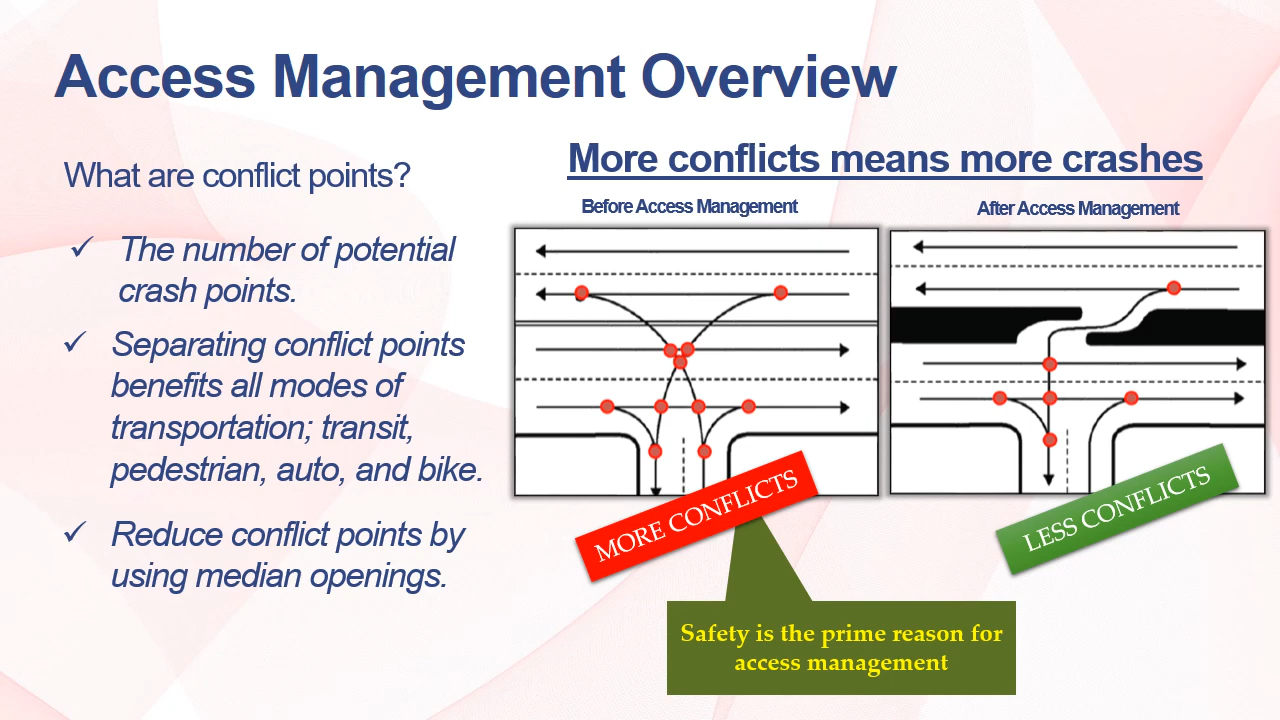 Access Management Overview
What are conflict points?
✓ The number of potential
crash points.
✓ Separating conflict points
benefits all modes of
transportation; transit,
pedestrian, auto, and bike.
✓ Reduce conflict points by
using median openings.
More conflicts means more crashes
Before Access Management
After Access Management
MORE CONFLICTS
LESS CONFLICTS
Safety is the prime reason for
access management